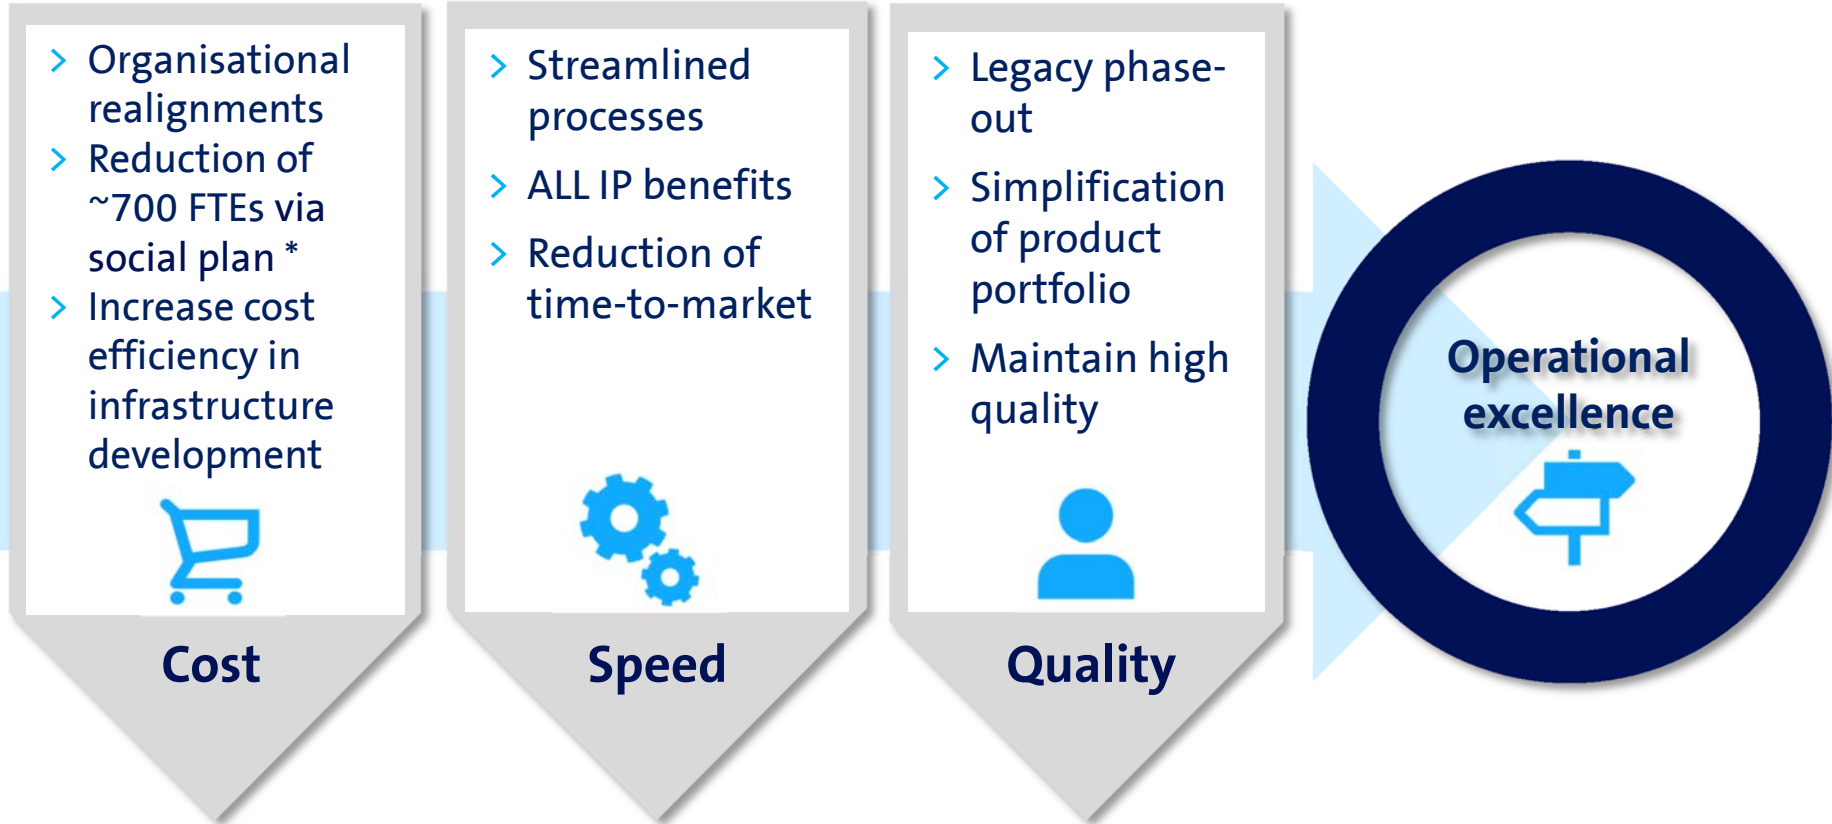 > Organisational
realignments
> Reduction of
~700 FTEs via
social plan *
> Increase cost
efficiency in
infrastructure
development
Cost
> Streamlined
processes
> ALL IP benefits
> Reduction of
time-to-market
Speed
> Legacy phase-
out
> Simplification
of product
portfolio
> Maintain high
quality
Quality
Operational
excellence